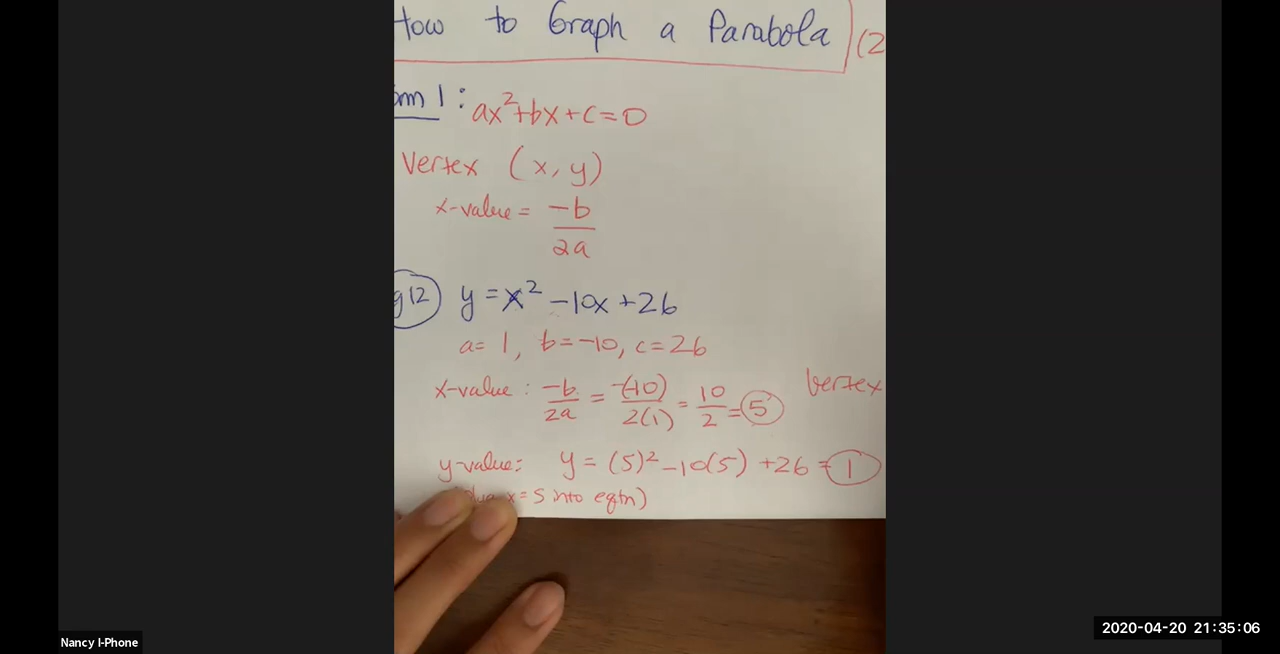 How to Graph a Parabola (2
ax²+bx+c=0
Vertex (x, y)
x-value = -b/2a
y = x² -10x +26
a= 1, b=-10, c=26
x-value : -b/2a = -(-10)/2(1) = 10/2 = 5
Vertex
y-value: y = (5)² -10(5) +26 = 1
x=5 into eqtn)
Nancy I-Phone
2020-04-20 21:35:06